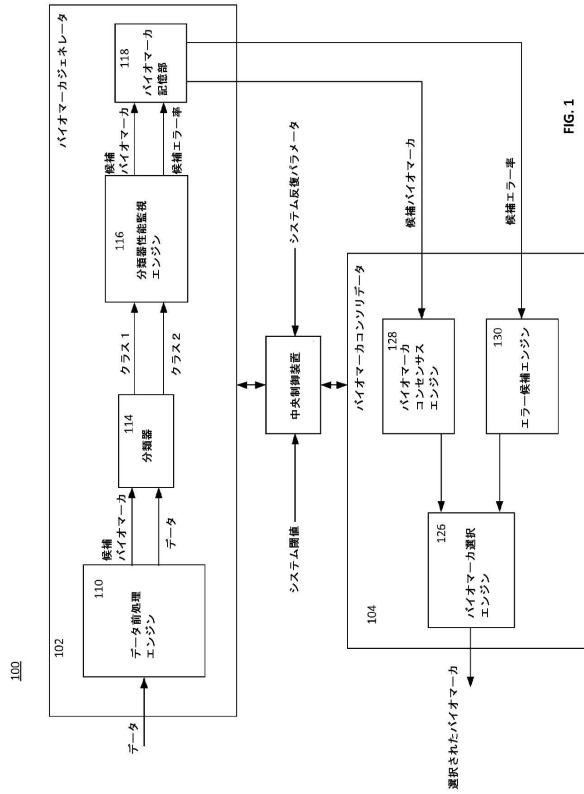 100
102
バイオマーカジェネレータ
データ
110
データ前処理
エンジン
候補
バイオマーカ
データ
114
分類器
クラス1
クラス2
116
分類器性能監視
エンジン
候補
バイオマーカ
候補エラー率
118
バイオマーカ
記憶部
システム閾値
中央制御装置
システム反復パラメータ
候補バイオマーカ
候補エラー率
104
バイオマーカコンソリデータ
128
バイオマーカ
コンセンサス
エンジン
130
エラー候補エンジン
126
バイオマーカ選択
エンジン
選択されたバイオマーカ
FIG. 1